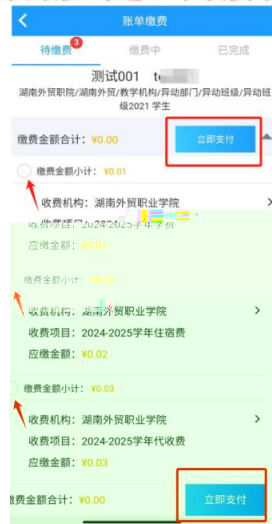 账单缴费
待缴费 3 缴费中 已完成
测试001 te
湖南外贸职院/湖南外贸/教学机构/异动部门/异动班级/异动班
级2021 学生
缴费金额合计：¥0.00 立即支付
缴费金额小计：¥0.01
收费机构：湖南外贸职业学院
收费项目：2024-2025学年学费
应缴金额：
缴费金额小计：
收费机构：湖南外贸职业学院
收费项目：2024-2025学年住宿费
应缴金额：¥0.02
缴费金额小计：¥0.03
收费机构：湖南外贸职业学院
收费项目：2024-2025学年代收费
应缴金额：¥0.03
缴费金额合计：¥0.00 立即支付